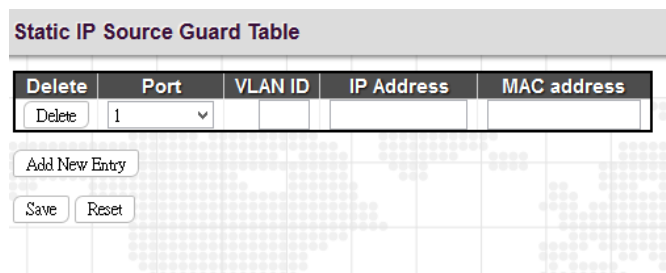 Static IP Source Guard Table
Delete Port VLAN ID IP Address MAC address
Delete 1
Add New Entry
Save Reset